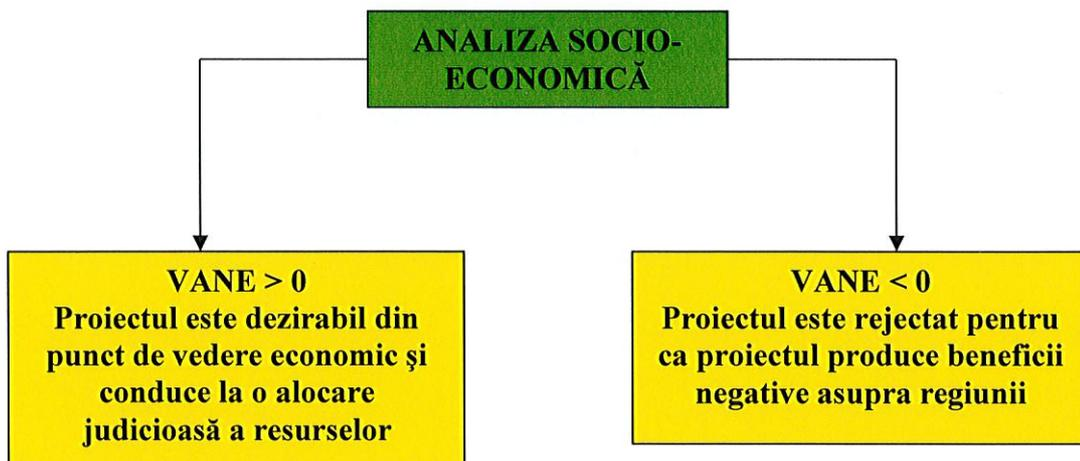 ANALIZA SOCIO-
ECONOMICĂ
VANE > 0
Proiectul este dezirabil din
punct de vedere economic şi
conduce la o alocare
judicioasă a resurselor
VANE < 0
Proiectul este rejectat pentru
ca proiectul produce beneficii
negative asupra regiunii